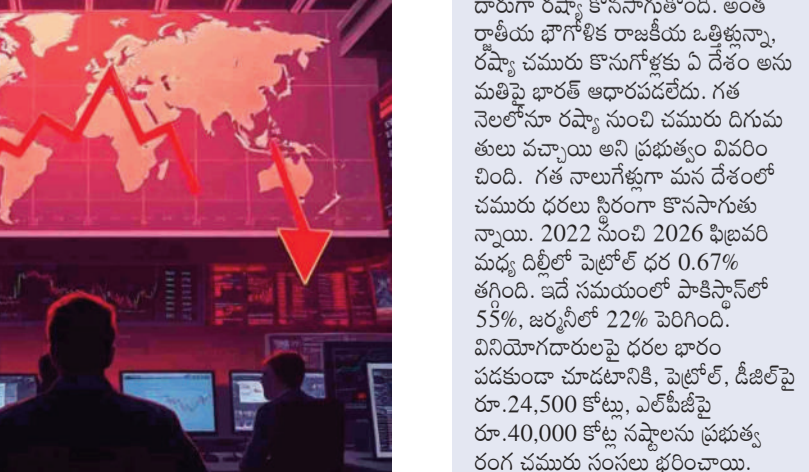 దారుగా రష్యా కొనసాగుతోంది. అంత
ర్జాతీయ భౌగోళిక రాజకీయ ఒత్తిళ్లున్నా,
రష్యా చమురు కొనుగోళ్లకు ఏ దేశం అను
మతిపై భారత్ ఆధారపడలేదు. గత
నెలలోనూ రష్యా నుంచి చమురు దిగుమ
తులు వచ్చాయి అని ప్రభుత్వం వివరిం
చింది. గత నాలుగేళ్లుగా మన దేశంలో
చమురు ధరలు స్థిరంగా కొనసాగుతు
న్నాయి. 2022 నుంచి 2026 ఫిబ్రవరి
మధ్య దిల్లీలో పెట్రోల్ ధర 0.67%
తగ్గింది. ఇదే సమయంలో పాకిస్థాన్‌లో
55%, జర్మనీలో 22% పెరిగింది.
వినియోగదారులపై ధరల భారం
పడకుండా చూడటానికి, పెట్రోల్, డీజిల్‌పై
రూ.24,500 కోట్లు, ఎల్‌పీజీపై
రూ.40,000 కోట్ల నష్టాలను ప్రభుత్వ
రంగ చమురు సంస్థలు భరించాయి.